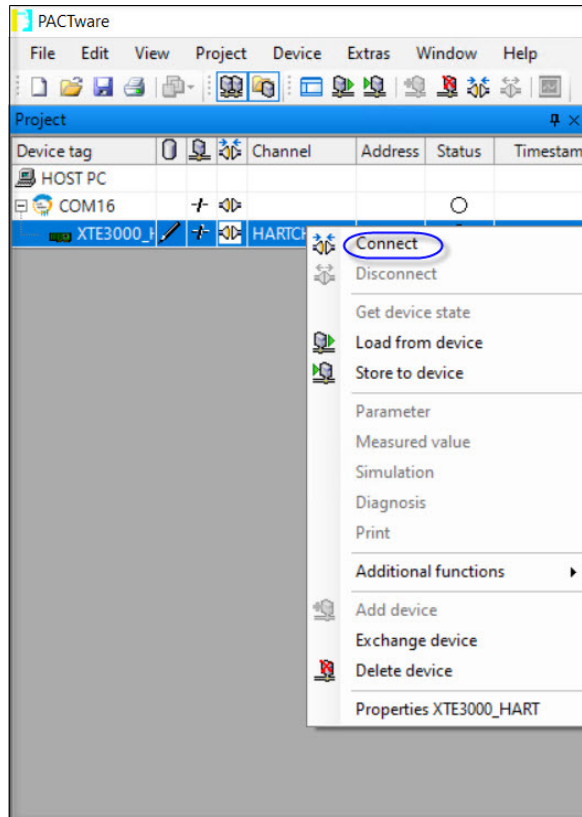 PACTware
File Edit View Project Device Extras Window Help
Project
Device tag Channel Address Status Timestam
HOST PC
COM16
XTE3000_H HARTCH
Connect
Disconnect
Get device state
Load from device
Store to device
Parameter
Measured value
Simulation
Diagnosis
Print
Additional functions
Add device
Exchange device
Delete device
Properties XTE3000_HART